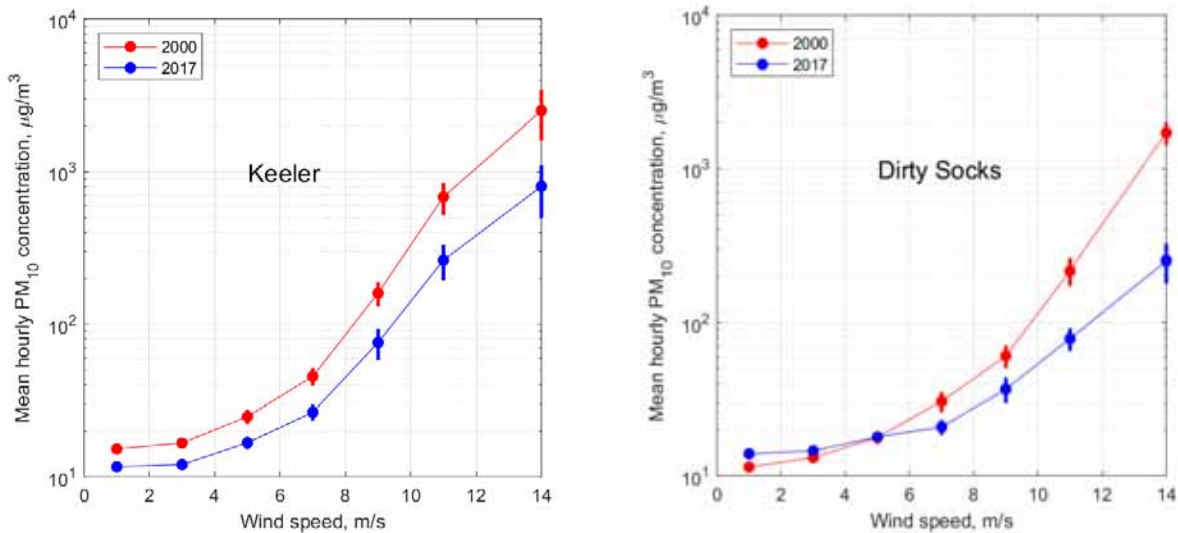 10^4
2000
2017
10^3
Keeler
10^2
10^1
0 2 4 6 8 10 12 14
Wind speed, m/s
Mean hourly PM10 concentration, µg/m^3
10^4
2000
2017
10^3
Dirty Socks
10^2
10^1
0 2 4 6 8 10 12 14
Wind speed, m/s
Mean hourly PM10 concentration, µg/m^3